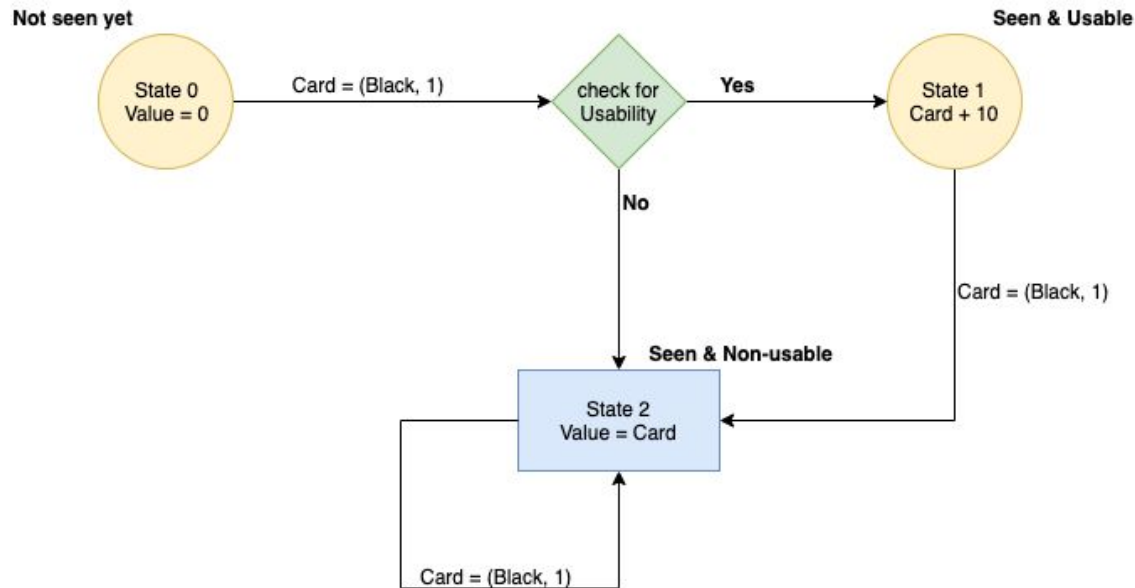 Not seen yet
Seen & Usable
State 0
Value = 0
Card = (Black, 1)
check for
Usability
Yes
State 1
Card + 10
No
Card = (Black, 1)
Seen & Non-usable
State 2
Value = Card
Card = (Black, 1)